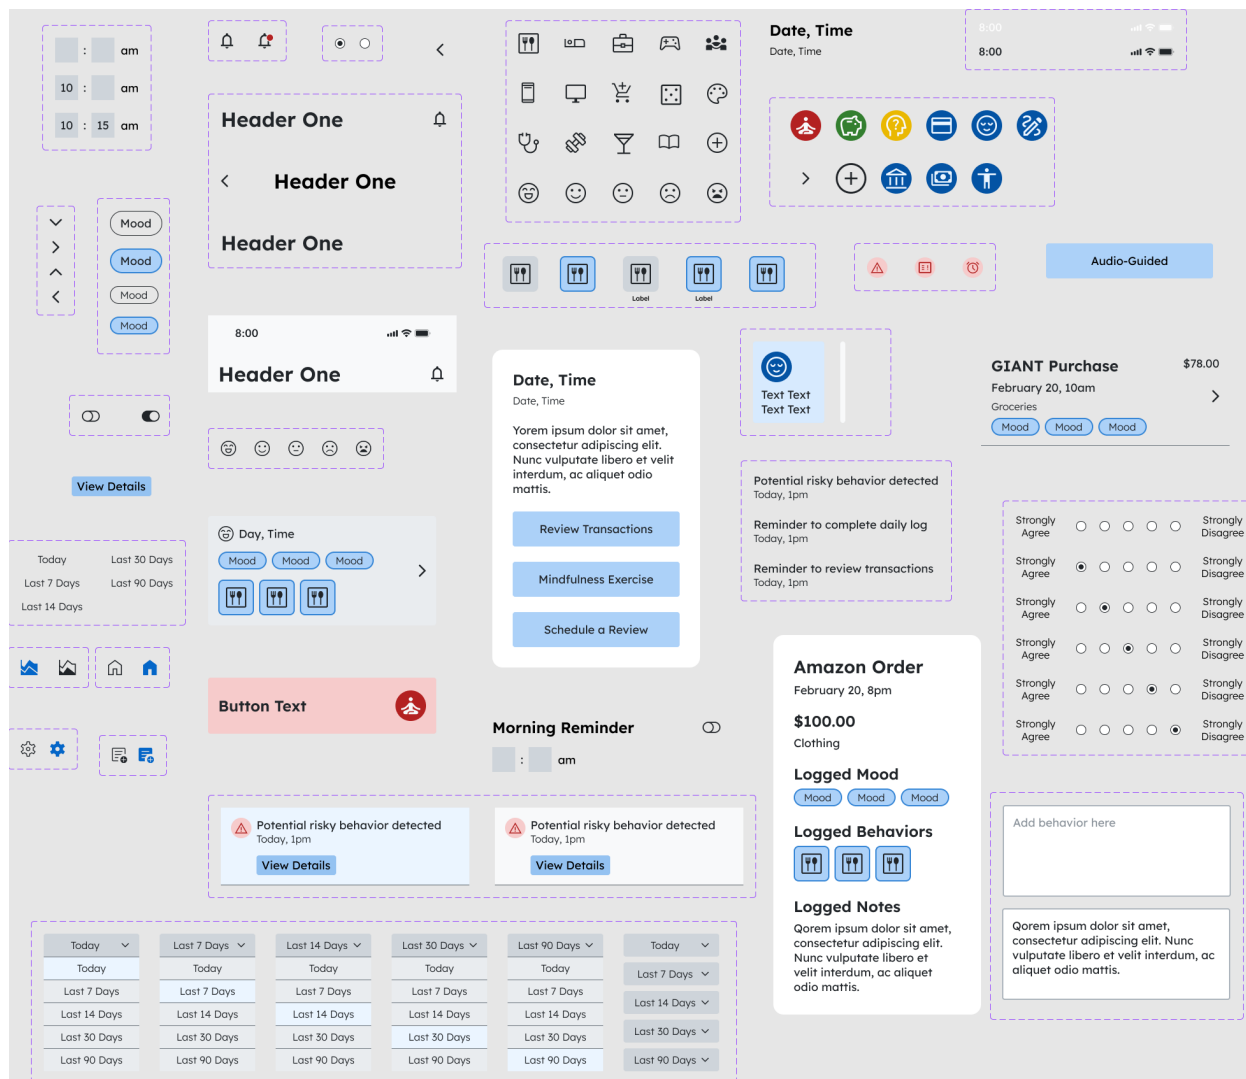 : am
10 : am
10 : 15 am
Date, Time
Date, Time
8:00
8:00
Header One
Header One
Header One
Mood
Mood
Mood
Mood
Label
Label
Audio-Guided
8:00
Header One
Date, Time
Date, Time
Yorem ipsum dolor sit amet,
consectetur adipiscing elit.
Nunc vulputate libero et velit
interdum, ac aliquet odio
mattis.
Review Transactions
Mindfulness Exercise
Schedule a Review
Text Text
Text Text
GIANT Purchase
$78.00
February 20, 10am
Groceries
Mood Mood Mood
View Details
Potential risky behavior detected
Today, 1pm
Reminder to complete daily log
Today, 1pm
Reminder to review transactions
Today, 1pm
Today Last 30 Days
Last 7 Days Last 90 Days
Last 14 Days
Day, Time
Mood Mood Mood
Strongly Agree Strongly Disagree
Strongly Agree Strongly Disagree
Strongly Agree Strongly Disagree
Strongly Agree Strongly Disagree
Strongly Agree Strongly Disagree
Strongly Agree Strongly Disagree
Button Text
Morning Reminder
: am
Amazon Order
February 20, 8pm
$100.00
Clothing
Logged Mood
Mood Mood Mood
Logged Behaviors
Logged Notes
Qorem ipsum dolor sit amet,
consectetur adipiscing elit.
Nunc vulputate libero et
velit interdum, ac aliquet
odio mattis.
Potential risky behavior detected
Today, 1pm
View Details
Potential risky behavior detected
Today, 1pm
View Details
Add behavior here
Qorem ipsum dolor sit amet,
consectetur adipiscing elit. Nunc
vulputate libero et velit interdum, ac
aliquet odio mattis.
Today Last 7 Days Last 14 Days Last 30 Days Last 90 Days Today
Today Today Today Today Today
Last 7 Days
Last 7 Days Last 7 Days Last 7 Days Last 7 Days Last 7 Days
Last 14 Days
Last 14 Days Last 14 Days Last 14 Days Last 14 Days Last 14 Days
Last 30 Days
Last 30 Days Last 30 Days Last 30 Days Last 30 Days Last 30 Days
Last 90 Days Last 90 Days Last 90 Days Last 90 Days Last 90 Days Last 90 Days